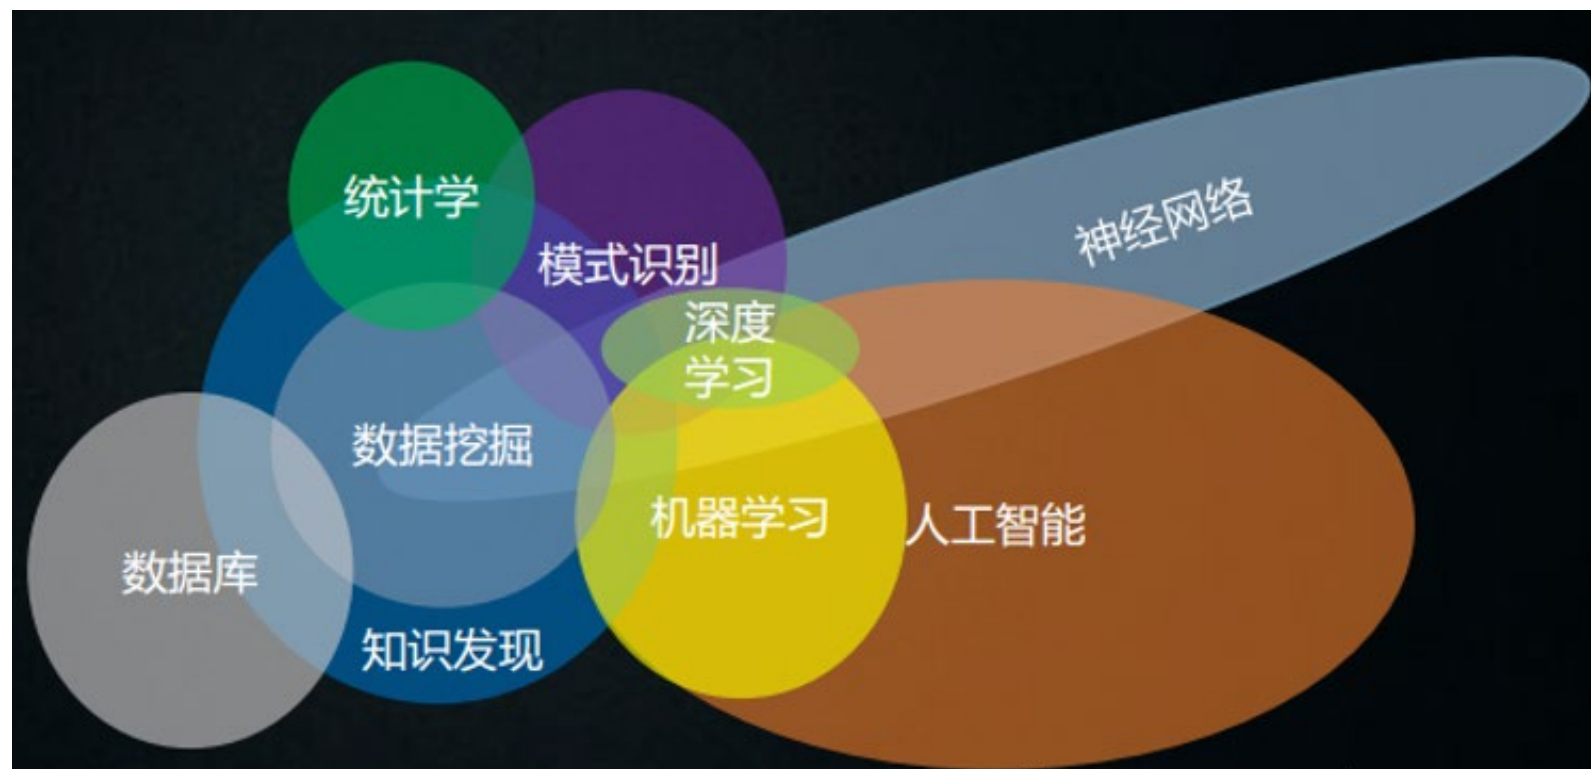 统计学
神经网络
模式识别
深度
学习
数据挖掘
机器学习
人工智能
数据库
知识发现